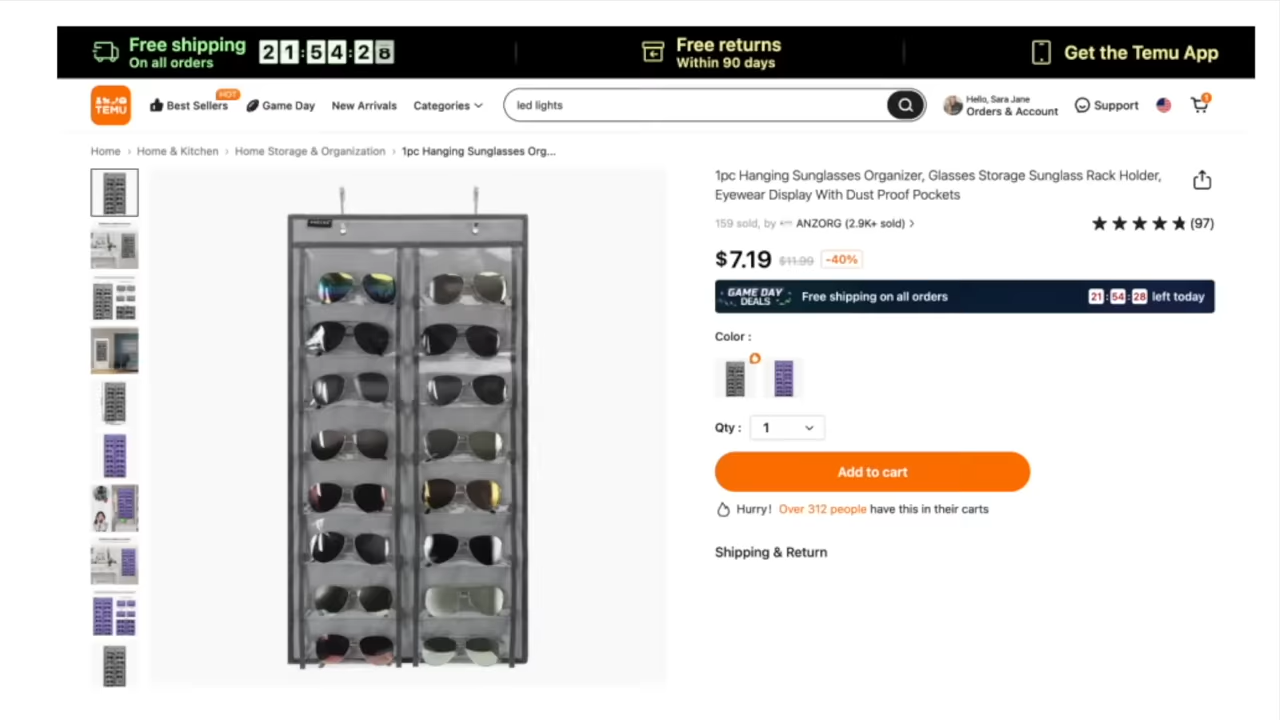 Free shipping
On all orders
21:54:28
Free returns
Within 90 days
Get the Temu App
TEMU
Best Sellers
HOT
Game Day
New Arrivals
Categories
led lights
Hello, Sara Jane
Orders & Account
Support
1
Home › Home & Kitchen › Home Storage & Organization › 1pc Hanging Sunglasses Org...
1pc Hanging Sunglasses Organizer, Glasses Storage Sunglass Rack Holder,
Eyewear Display With Dust Proof Pockets
159 sold, by ANZORG (2.9K+ sold) >
(97)
$7.19 $11.99 -40%
GAME DAY
DEALS
Free shipping on all orders
21:54:28 left today
Color :
Qty : 1
Add to cart
Hurry! Over 312 people have this in their carts
Shipping & Return